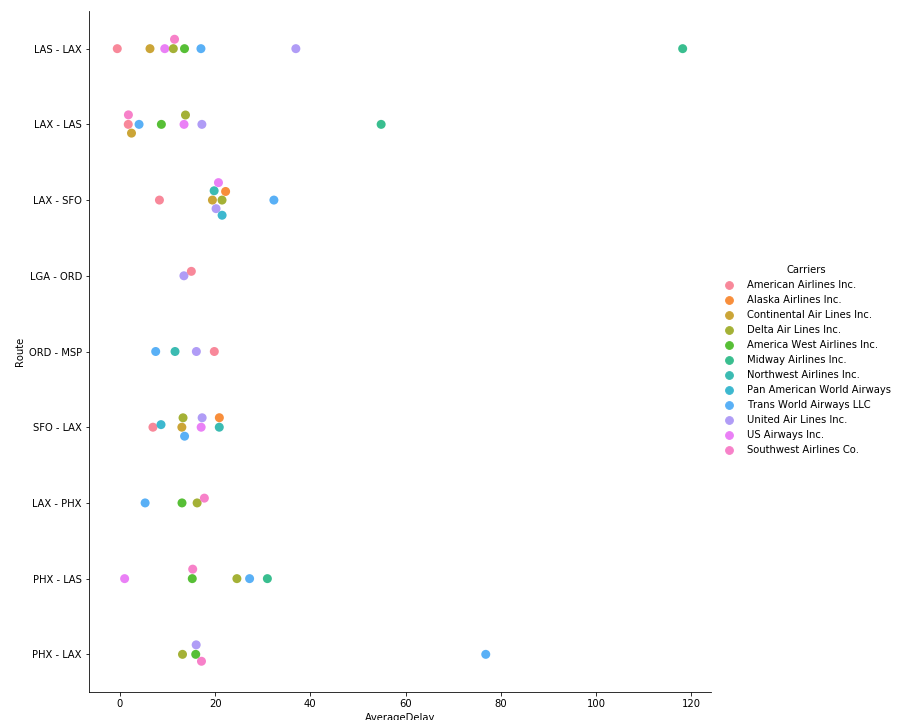 LAS - LAX
LAX - LAS
LAX - SFO
LGA - ORD
ORD - MSP
SFO - LAX
LAX - PHX
PHX - LAS
PHX - LAX
Route
0 20 40 60 80 100 120
AverageDelay
Carriers
American Airlines Inc.
Alaska Airlines Inc.
Continental Air Lines Inc.
Delta Air Lines Inc.
America West Airlines Inc.
Midway Airlines Inc.
Northwest Airlines Inc.
Pan American World Airways
Trans World Airways LLC
United Air Lines Inc.
US Airways Inc.
Southwest Airlines Co.